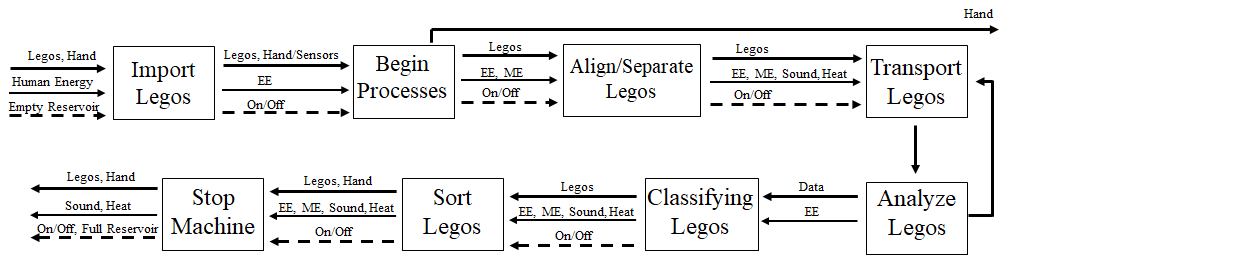 Hand
Legos, Hand
Human Energy
Empty Reservoir
Import
Legos
Legos, Hand/Sensors
EE
On/Off
Begin
Processes
Legos
EE, ME
On/Off
Align/Separate
Legos
Legos
EE, ME, Sound, Heat
On/Off
Transport
Legos
Legos, Hand
Sound, Heat
On/Off, Full Reservoir
Stop
Machine
Legos, Hand
EE, ME, Sound, Heat
On/Off
Sort
Legos
Legos
EE, ME, Sound, Heat
On/Off
Classifying
Legos
Data
EE
Analyze
Legos